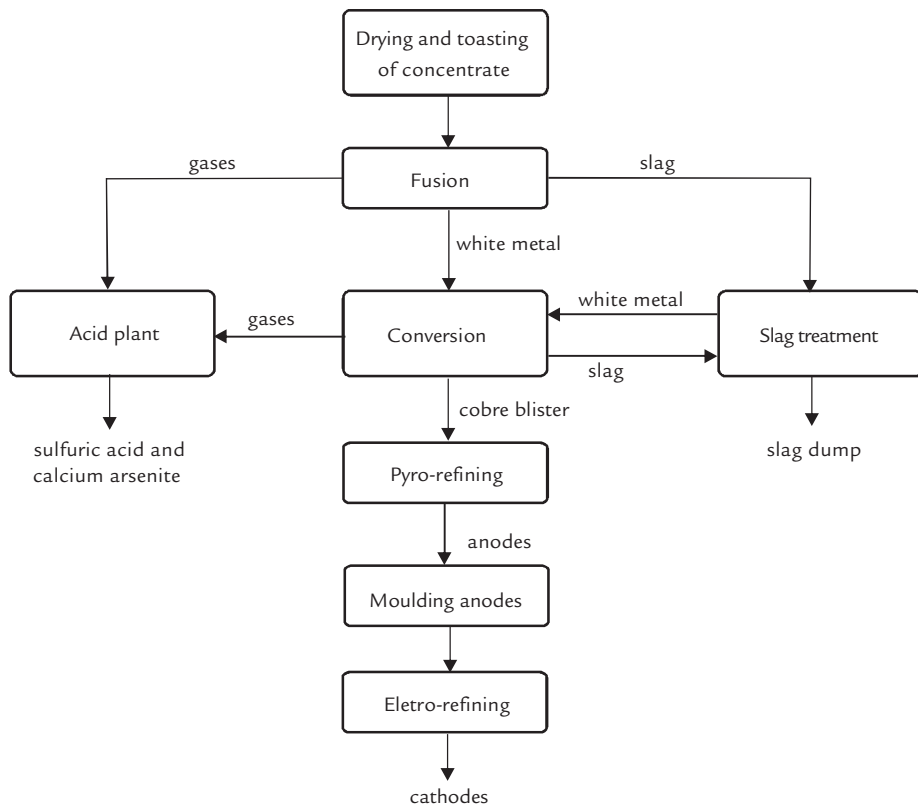 Drying and toasting
of concentrate
gases
Fusion
slag
white metal
Acid plant
gases
Conversion
white metal
slag
Slag treatment
sulfuric acid and
calcium arsenite
cobre blister
slag dump
Pyro-refining
anodes
Moulding anodes
Eletro-refining
cathodes